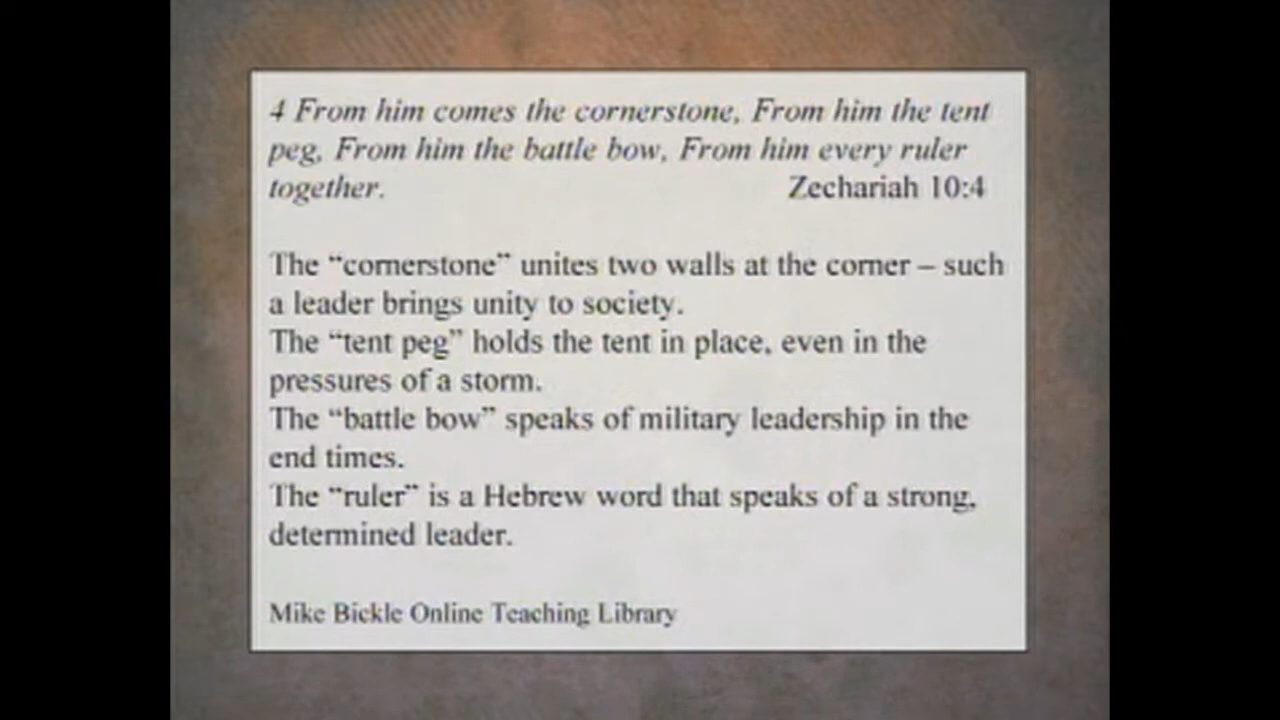 4 From him comes the cornerstone, From him the tent
peg, From him the battle bow, From him every ruler
together. Zechariah 10:4
The “cornerstone” unites two walls at the corner – such
a leader brings unity to society.
The “tent peg” holds the tent in place, even in the
pressures of a storm.
The “battle bow” speaks of military leadership in the
end times.
The “ruler” is a Hebrew word that speaks of a strong,
determined leader.
Mike Bickle Online Teaching Library